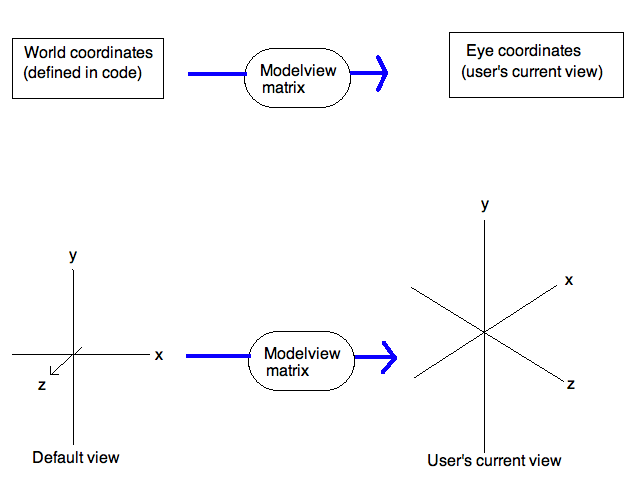 World coordinates
(defined in code)
Modelview
matrix
Eye coordinates
(user's current view)
y
x
z
Default view
Modelview
matrix
y
x
z
User's current view